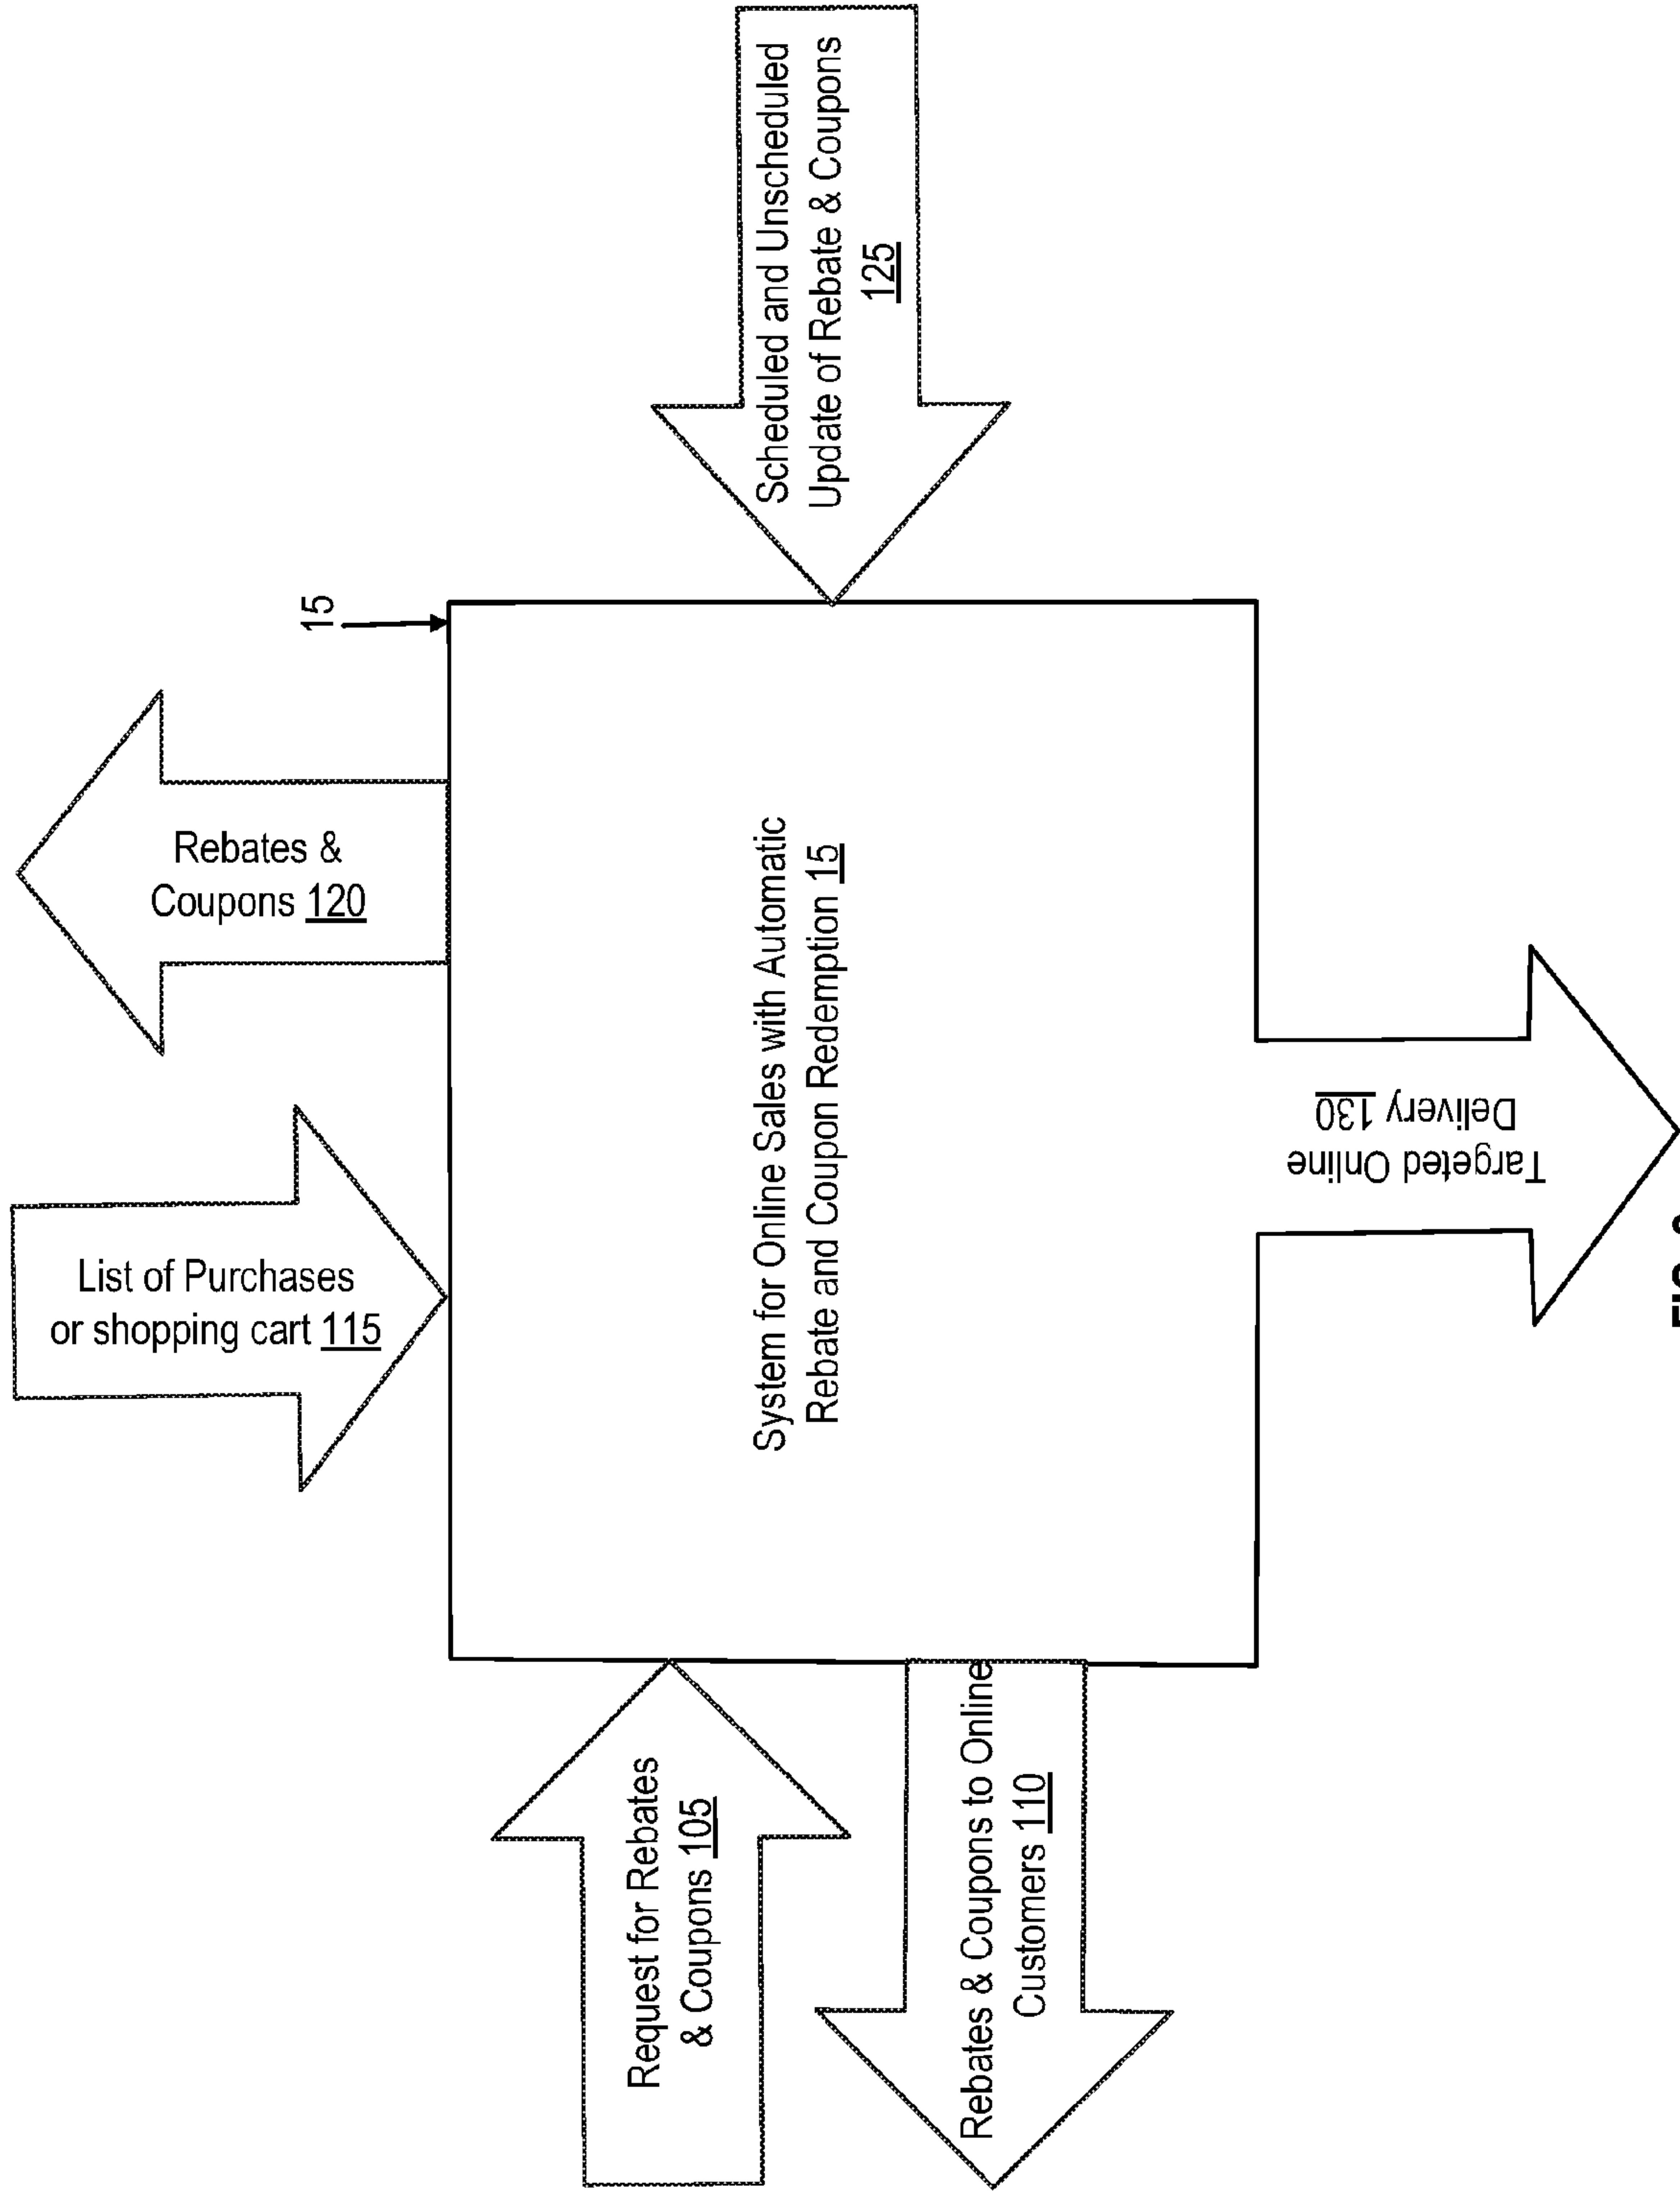 15
Rebates &
Coupons 120
List of Purchases
or shopping cart 115
Scheduled and Unscheduled
Update of Rebate & Coupons
125
System for Online Sales with Automatic
Rebate and Coupon Redemption 15
Request for Rebates
& Coupons 105
Rebates & Coupons to Online
Customers 110
Targeted Online
Delivery 130
FIG.